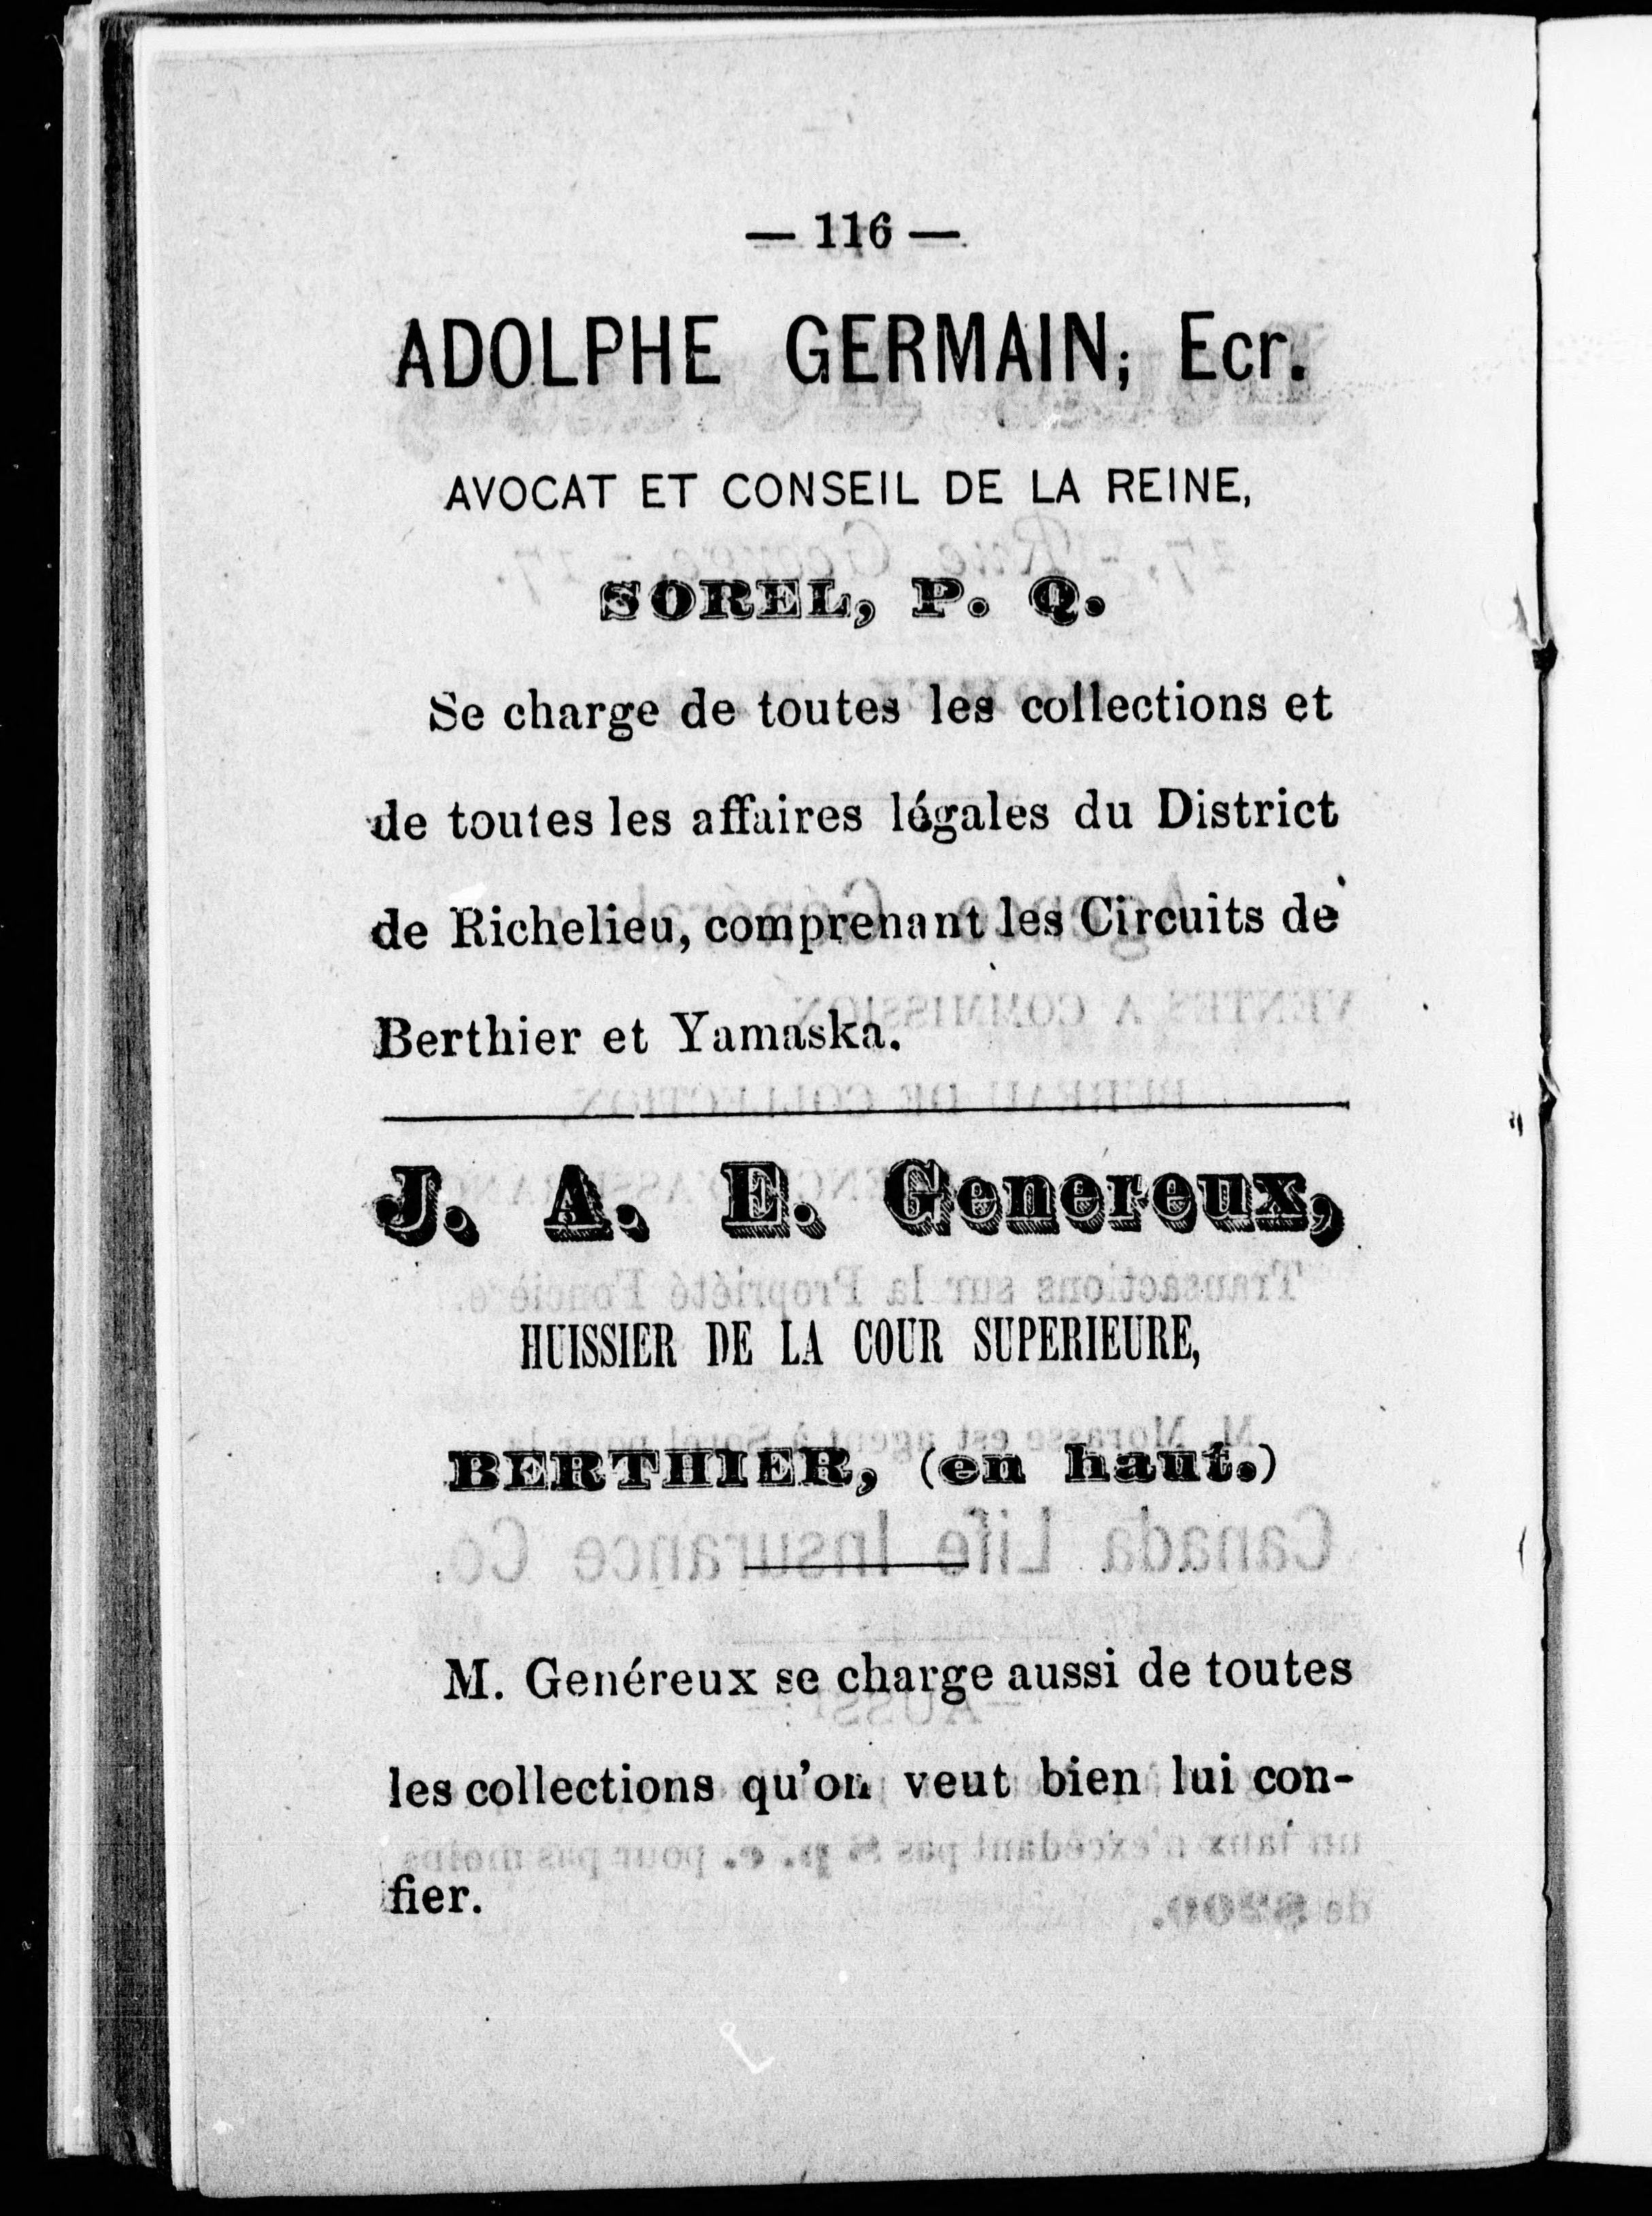 — 116 —
ADOLPHE GERMAIN; Ecr.
AVOCAT ET CONSEIL DE LA REINE,
SOREL, P. Q.
Se charge de toutes les collections et
de toutes les affaires légales du District
de Richelieu, comprenant les Circuits de
Berthier et Yamaska.
J. A. E. Genereux,
HUISSIER DE LA COUR SUPERIEURE,
BERTHIER, (en haut.)
M. Genéreux se charge aussi de toutes
les collections qu'on veut bien lui con-
fier.